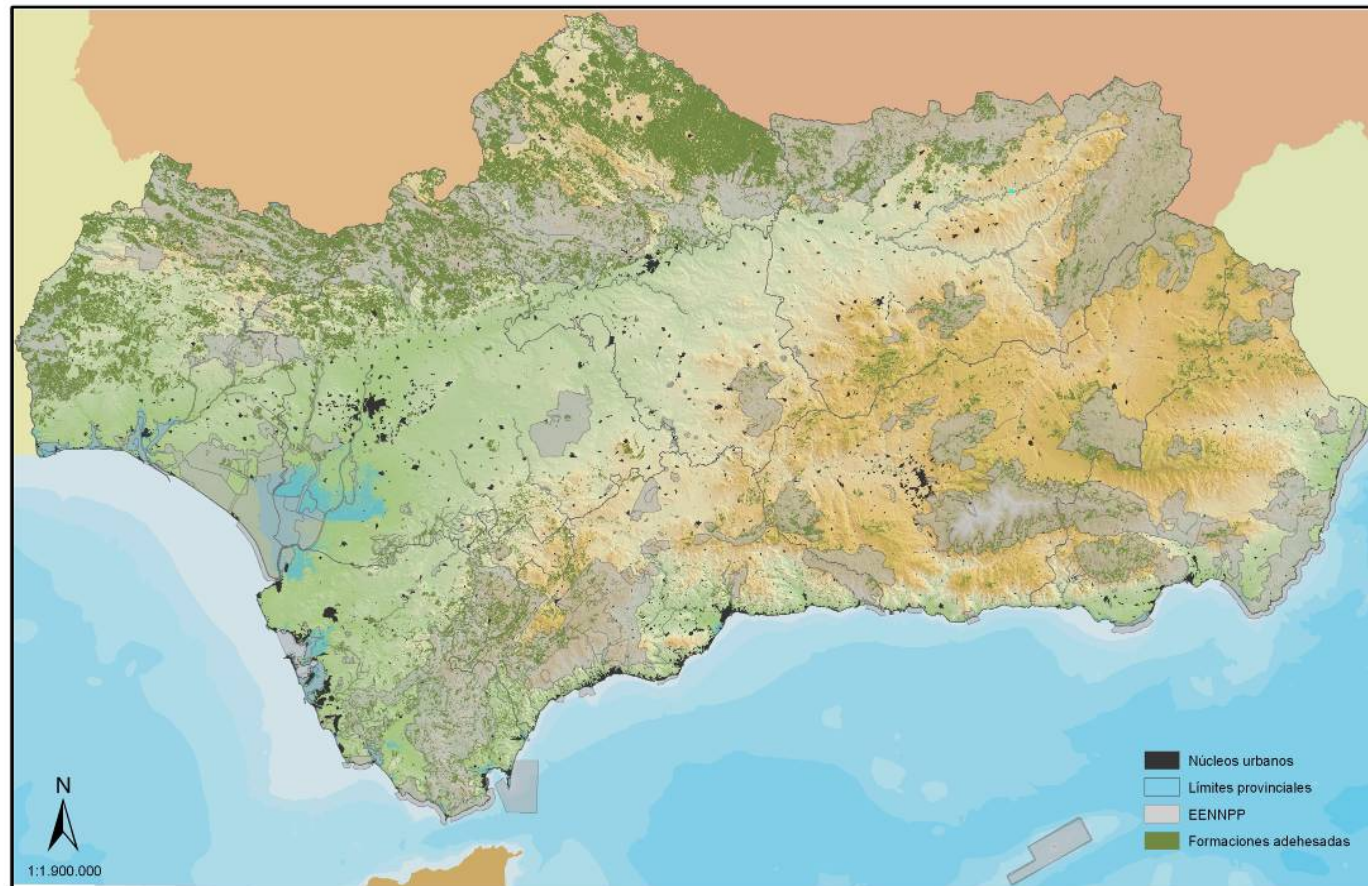 Núcleos urbanos
Límites provinciales
EENNPP
Formaciones adehesadas
N
1:1.900.000